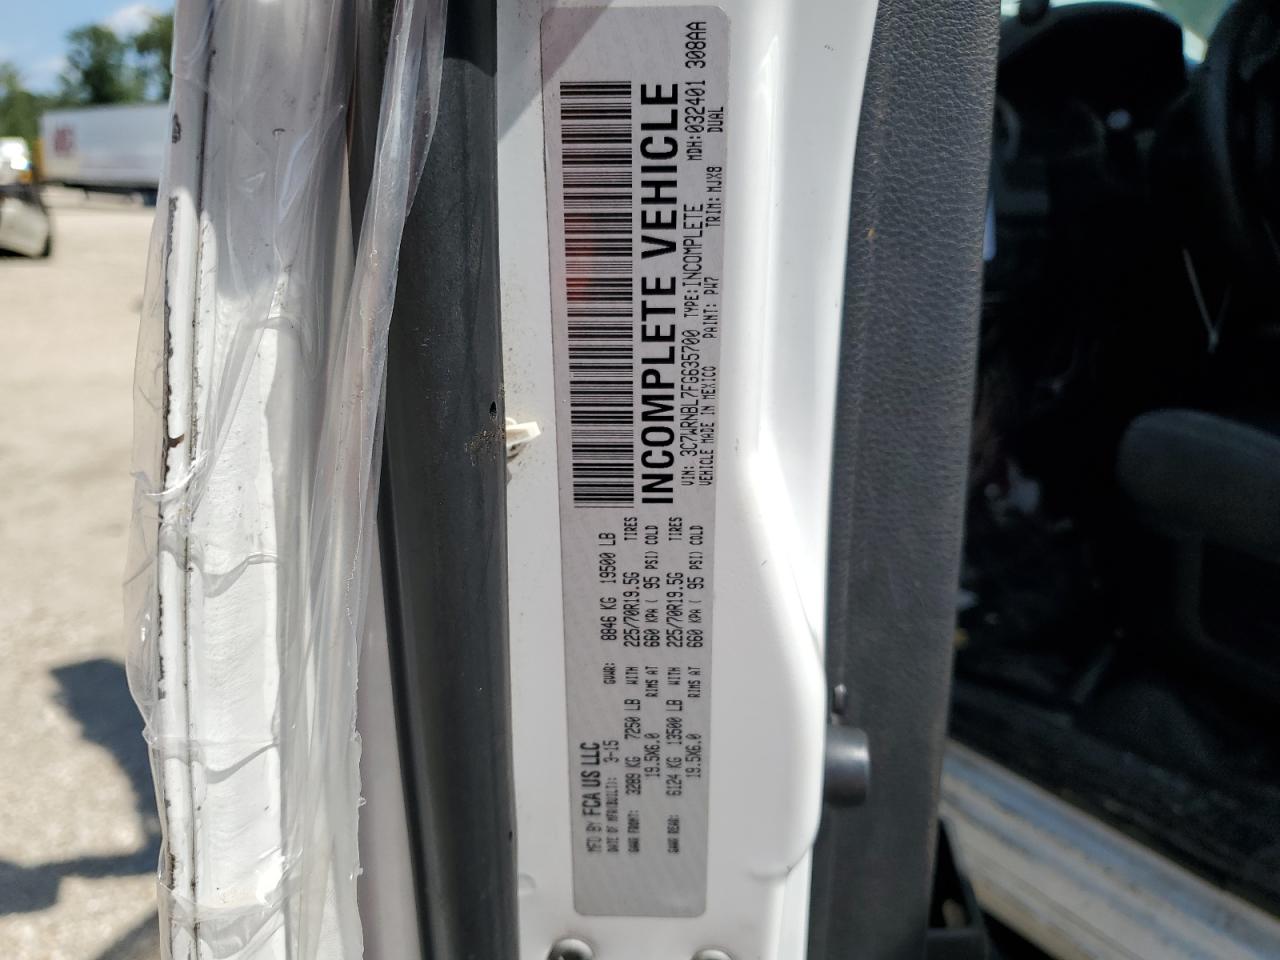 MFD BY FCA US LLC
DATE OF MFR(BUILT): 3-15 GVWR: 8846 KG 19500 LB
GAWR FRONT: 3289 KG 7250 LB WITH 225/70R19.5G TIRES
19.5X6.0 RIMS AT 660 KPA ( 95 PSI) COLD
GAWR REAR: 6124 KG 13500 LB WITH 225/70R19.5G TIRES
19.5X6.0 RIMS AT 660 KPA ( 95 PSI) COLD
INCOMPLETE VEHICLE
VIN: 3C7WRNBL7FG635700 TYPE:INCOMPLETE MDH:032401 308AA
VEHICLE MADE IN MEXICO PAINT: PW7 TRIM: MJX8 DUAL